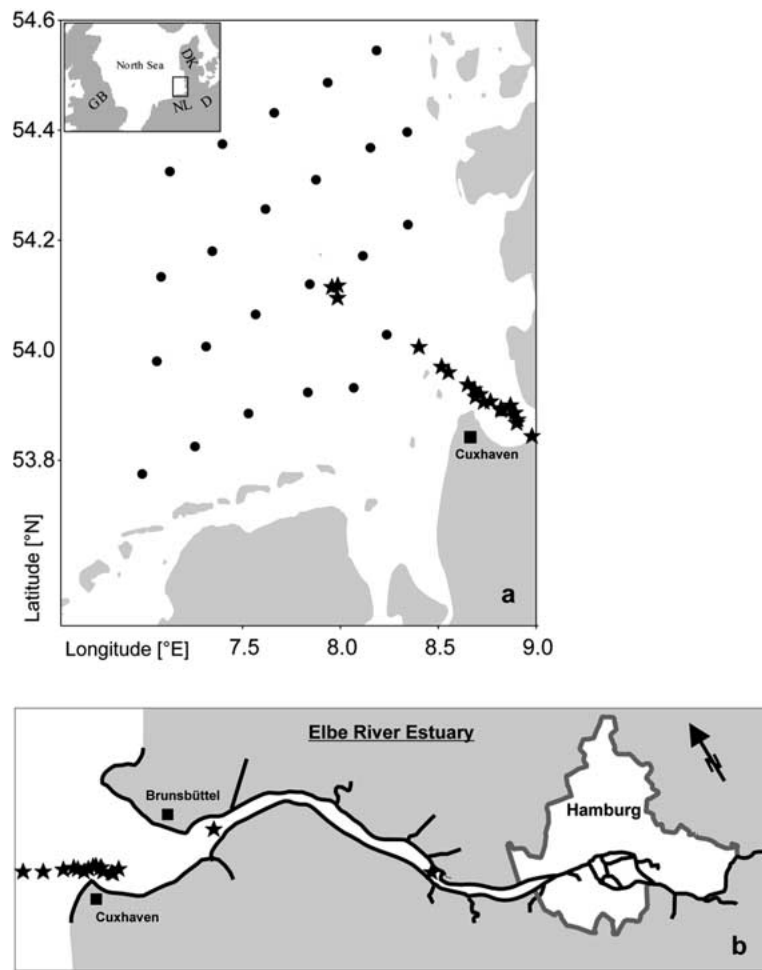 54.6
North Sea
DK
GB
NL
D
54.4
54.2
54.0
53.8
Cuxhaven
Latitude [°N]
a
Longitude [°E]
7.5
8.0
8.5
9.0
Elbe River Estuary
N
Brunsbüttel
Hamburg
Cuxhaven
b